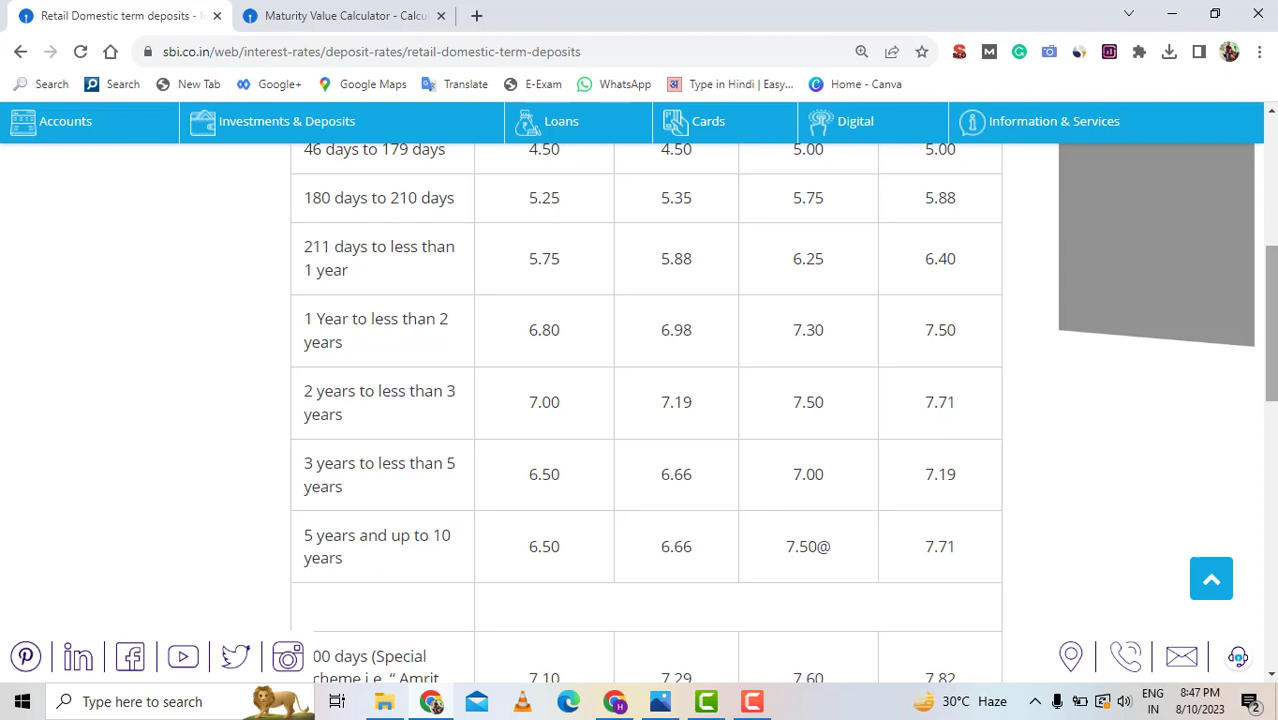 Retail Domestic term deposits -
Maturity Value Calculator - Calcu
sbi.co.in/web/interest-rates/deposit-rates/retail-domestic-term-deposits
Search
Search
New Tab
Google+
Google Maps
Translate
E-Exam
WhatsApp
Type in Hindi | Easy...
Home - Canva
Accounts
Investments & Deposits
Loans
Cards
Digital
Information & Services
46 days to 179 days 4.50 4.50 5.00 5.00
180 days to 210 days 5.25 5.35 5.75 5.88
211 days to less than
1 year
5.75 5.88 6.25 6.40
1 Year to less than 2
years
6.80 6.98 7.30 7.50
2 years to less than 3
years
7.00 7.19 7.50 7.71
3 years to less than 5
years
6.50 6.66 7.00 7.19
5 years and up to 10
years
6.50 6.66 7.50@ 7.71
00 days (Special
cheme i.e. “ Amrit
7.10 7.29 7.60 7.82
Type here to search
30°C Haze
ENG
IN
8:47 PM
8/10/2023
2